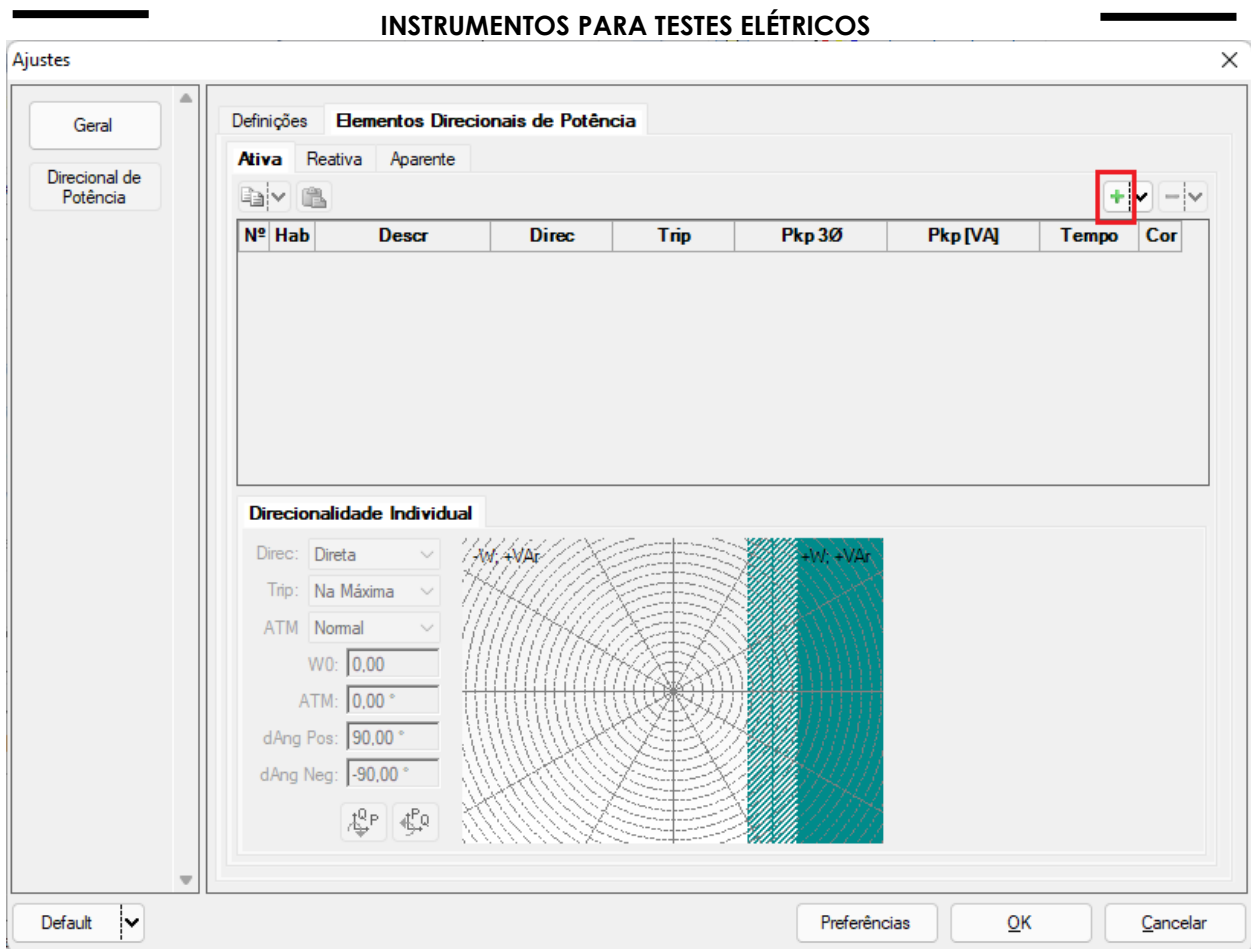 INSTRUMENTOS PARA TESTES ELÉTRICOS
Ajustes
Geral
Direcional de
Potência
Definições Elementos Direcionais de Potência
Ativa Reativa Aparente
Nº Hab Descr Direc Trip Pkp 3Ø Pkp [VA] Tempo Cor
Direcionalidade Individual
Direc: Direta
Trip: Na Máxima
ATM Normal
W0: 0,00
ATM: 0,00 °
dAng Pos: 90,00 °
dAng Neg: -90,00 °
Q P
P Q
-W; +VAr
+W; +VAr
Default
Preferências OK Cancelar